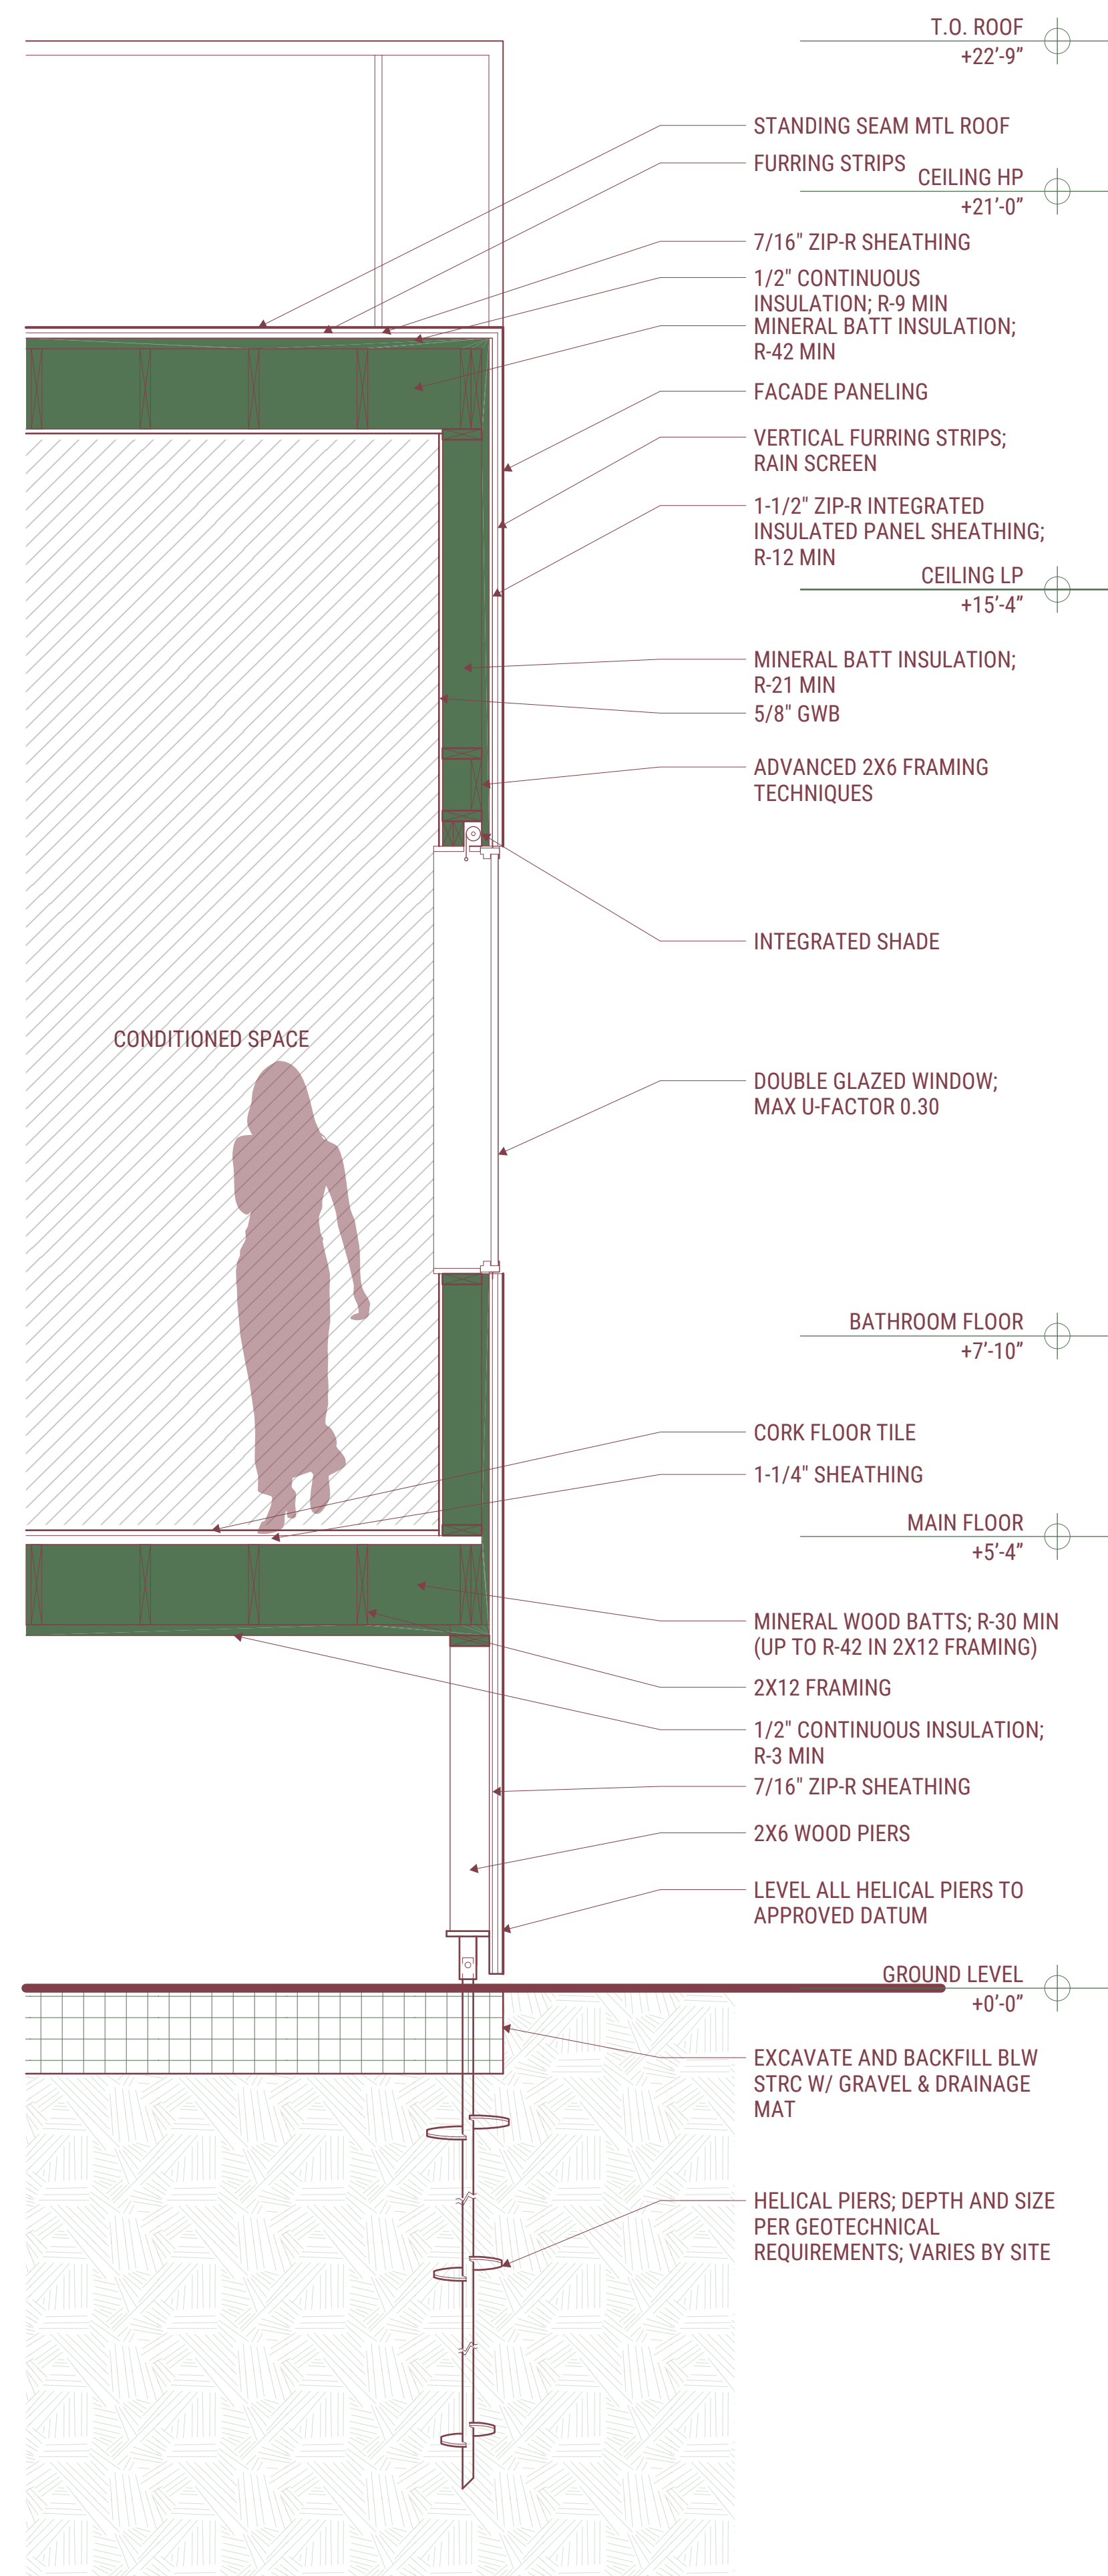 T.O. ROOF
+22’-9”
STANDING SEAM MTL ROOF
FURRING STRIPS
CEILING HP
+21’-0”
7/16" ZIP-R SHEATHING
1/2" CONTINUOUS
INSULATION; R-9 MIN
MINERAL BATT INSULATION;
R-42 MIN
FACADE PANELING
VERTICAL FURRING STRIPS;
RAIN SCREEN
1-1/2" ZIP-R INTEGRATED
INSULATED PANEL SHEATHING;
R-12 MIN
CEILING LP
+15’-4”
MINERAL BATT INSULATION;
R-21 MIN
5/8" GWB
ADVANCED 2X6 FRAMING
TECHNIQUES
INTEGRATED SHADE
CONDITIONED SPACE
DOUBLE GLAZED WINDOW;
MAX U-FACTOR 0.30
BATHROOM FLOOR
+7’-10”
CORK FLOOR TILE
1-1/4" SHEATHING
MAIN FLOOR
+5’-4”
MINERAL WOOD BATTS; R-30 MIN
(UP TO R-42 IN 2X12 FRAMING)
2X12 FRAMING
1/2" CONTINUOUS INSULATION;
R-3 MIN
7/16" ZIP-R SHEATHING
2X6 WOOD PIERS
LEVEL ALL HELICAL PIERS TO
APPROVED DATUM
GROUND LEVEL
+0’-0”
EXCAVATE AND BACKFILL BLW
STRC W/ GRAVEL & DRAINAGE
MAT
HELICAL PIERS; DEPTH AND SIZE
PER GEOTECHNICAL
REQUIREMENTS; VARIES BY SITE